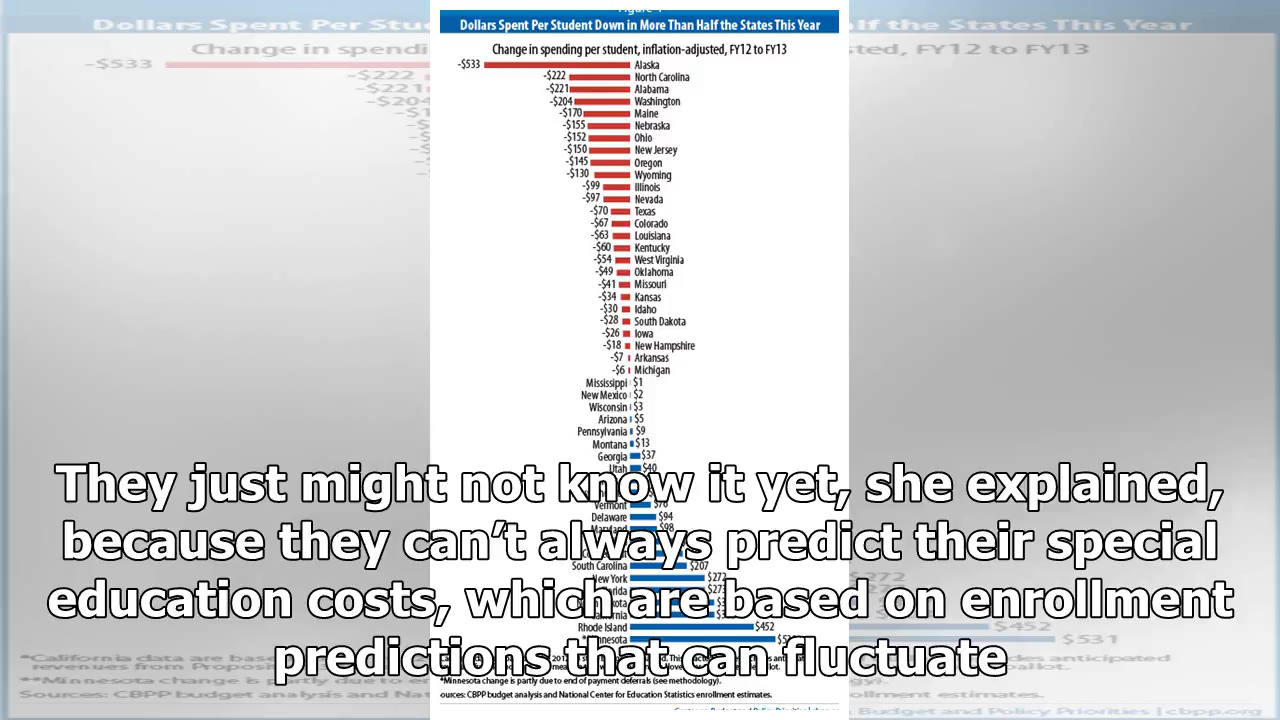 Dollars Spent Per Student Down in More Than Half the States This Year
Change in spending per student, inflation-adjusted, FY12 to FY13
-$533 Alaska
-$222 North Carolina
-$221 Alabama
-$204 Washington
-$170 Maine
-$155 Nebraska
-$152 Ohio
-$150 New Jersey
-$145 Oregon
-$130 Wyoming
-$99 Illinois
-$97 Nevada
-$70 Texas
-$67 Colorado
-$63 Louisiana
-$60 Kentucky
-$54 West Virginia
-$49 Oklahoma
-$41 Missouri
-$34 Kansas
-$30 Idaho
-$28 South Dakota
-$26 Iowa
-$18 New Hampshire
-$7 Arkansas
-$6 Michigan
Mississippi $1
New Mexico $2
Wisconsin $3
Arizona $5
Pennsylvania $9
Montana $13
Georgia $37
Utah $40
Vermont
Delaware $94
Maryland $98
South Carolina $207
New York $272
Rhode Island $452
*Minnesota
They just might not know it yet, she explained,
because they can't always predict their special
education costs, which are based on enrollment
predictions that can fluctuate
*Minnesota change is partly due to end of payment deferrals (see methodology).
ources: CBPP budget analysis and National Center for Education Statistics enrollment estimates.